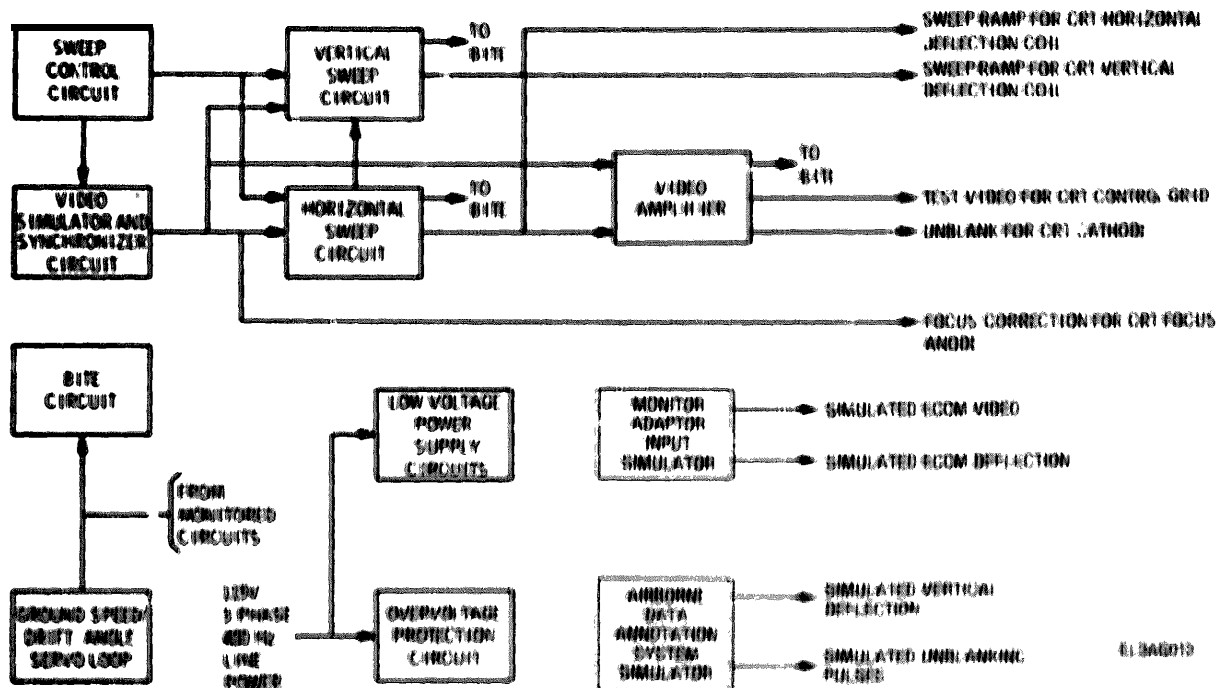 SWEEP
CONTROL
CIRCUIT
VERTICAL
SWEEP
CIRCUIT
TO
BITE
SWEEP RAMP FOR CRT HORIZONTAL
DEFLECTION COIL
SWEEP RAMP FOR CRT VERTICAL
DEFLECTION COIL
VIDEO
SIMULATOR AND
SYNCHRONIZER
CIRCUIT
HORIZONTAL
SWEEP
CIRCUIT
TO
BITE
VIDEO
AMPLIFIER
TO
BITE
TEST VIDEO FOR CRT CONTROL GRID
UNBLANK FOR CRT CATHODE
FOCUS CORRECTION FOR CRT FOCUS
ANODE
BITE
CIRCUIT
FROM
MONITORED
CIRCUITS
GROUND SPEED/
DRIFT ANGLE
SERVO LOOP
LOW VOLTAGE
POWER
SUPPLY
CIRCUITS
3 PHASE
400 HZ
LINE
POWER
OVERVOLTAGE
PROTECTION
CIRCUIT
MONITOR
ADAPTOR
INPUT
SIMULATOR
SIMULATED ECCM VIDEO
SIMULATED ECCM DEFLECTION
AIRBORNE
DATA
ANNOTATION
SYSTEM
SIMULATOR
SIMULATED VERTICAL
DEFLECTION
SIMULATED UNBLANKING
PULSES